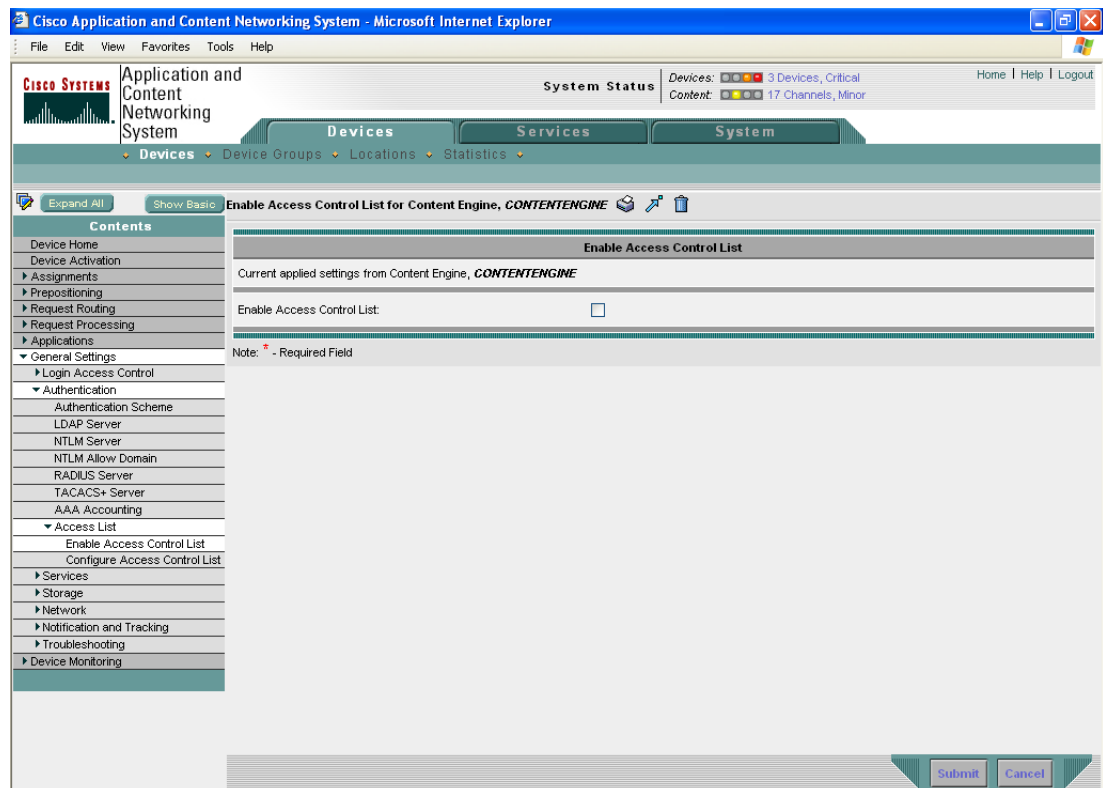 Cisco Application and Content Networking System - Microsoft Internet Explorer
File Edit View Favorites Tools Help
CISCO SYSTEMS
Application and
Content
Networking
System
System Status
Devices: 3 Devices, Critical
Content: 17 Channels, Minor
Home | Help | Logout
Devices Services System
Devices Device Groups Locations Statistics
Expand All Show Basic
Enable Access Control List for Content Engine, CONTENTENGINE
Contents
Device Home
Device Activation
Assignments
Prepositioning
Request Routing
Request Processing
Applications
General Settings
Login Access Control
Authentication
Authentication Scheme
LDAP Server
NTLM Server
NTLM Allow Domain
RADIUS Server
TACACS+ Server
AAA Accounting
Access List
Enable Access Control List
Configure Access Control List
Services
Storage
Network
Notification and Tracking
Troubleshooting
Device Monitoring
Enable Access Control List
Current applied settings from Content Engine, CONTENTENGINE
Enable Access Control List:
Note: * - Required Field
Submit Cancel